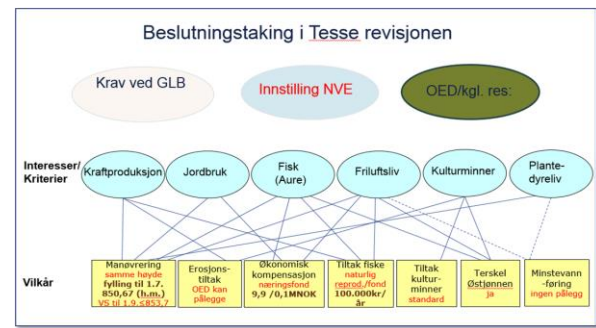 Beslutningstaking i Tesse revisjonen
Krav ved GLB
Innstilling NVE
OED/kgl. res:
Interesser/
Kriterier
Kraftproduksjon
Jordbruk
Fisk
(Aure)
Friluftsliv
Kulturminner
Plante-
dyreliv
Vilkår
Manøvrering
samme høyde
fylling til 1.7.
850,67 (h.m.)
VS til 1.9.≤853,7
Erosjons-
tiltak
OED kan
pålegge
Økonomisk
kompensasjon
næringsfond
9,9 /0,1MNOK
Tiltak fiske
naturlig
reprod./fond
100.000kr/
år
Tiltak
kultur-
minner
standard
Terskel
Østjønnen
ja
Minstevann
-føring
ingen pålegg